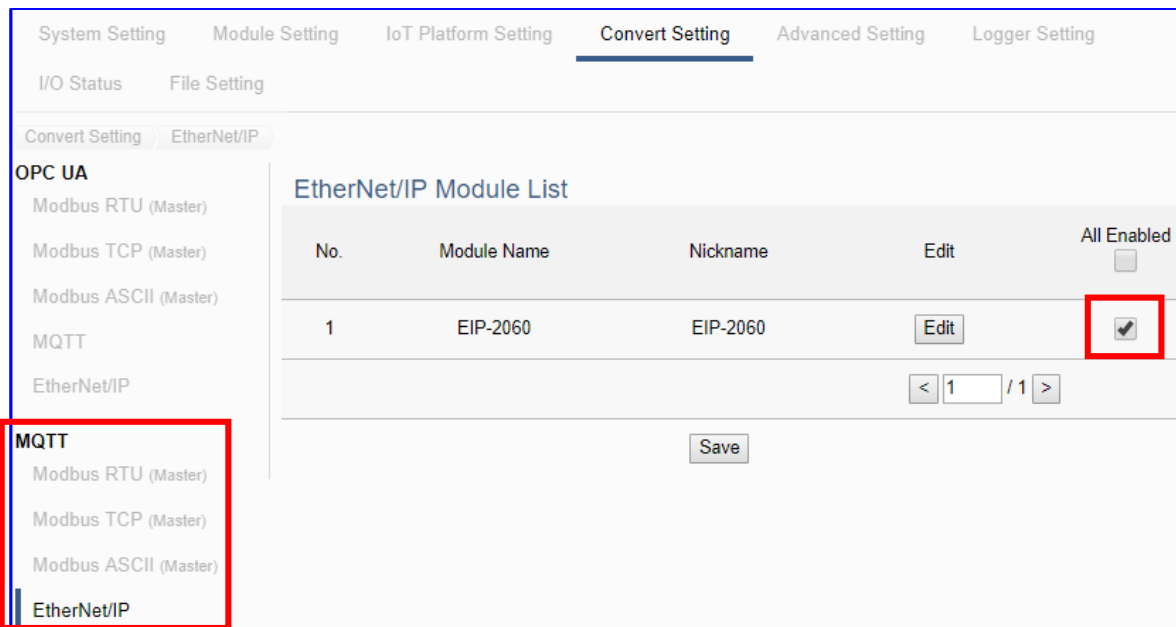 System Setting Module Setting IoT Platform Setting Convert Setting Advanced Setting Logger Setting
I/O Status File Setting
Convert Setting EtherNet/IP
OPC UA
Modbus RTU (Master)
Modbus TCP (Master)
Modbus ASCII (Master)
MQTT
EtherNet/IP
MQTT
Modbus RTU (Master)
Modbus TCP (Master)
Modbus ASCII (Master)
EtherNet/IP
EtherNet/IP Module List
No. Module Name Nickname Edit All Enabled
1 EIP-2060 EIP-2060 Edit
< 1 / 1 >
Save